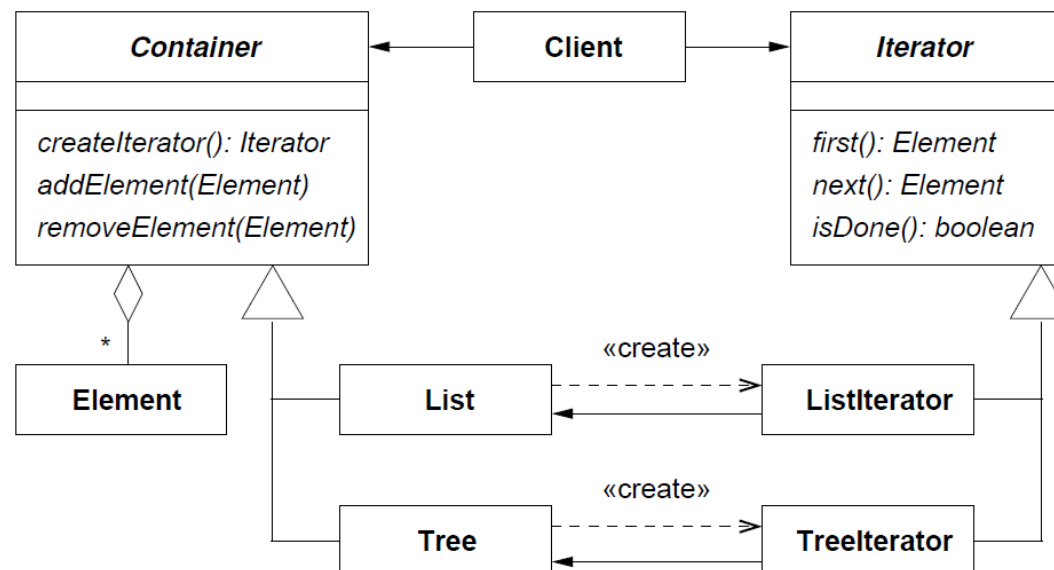 Container
Client
Iterator
createIterator(): Iterator
addElement(Element)
removeElement(Element)
first(): Element
next(): Element
isDone(): boolean
*
«create»
Element
List
ListIterator
«create»
Tree
TreeIterator